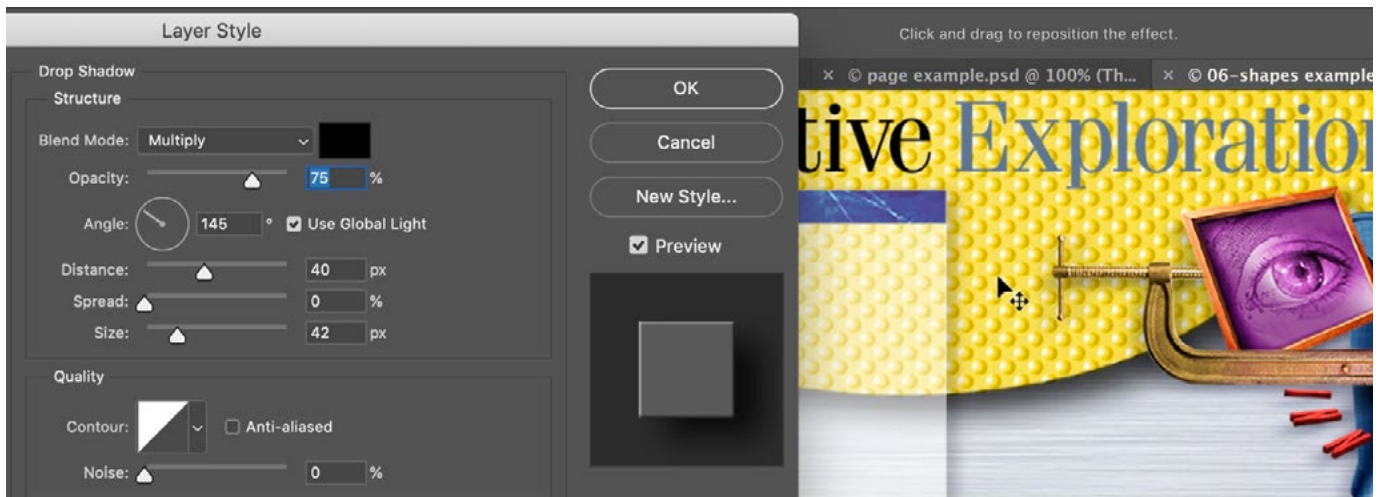 Layer Style
Drop Shadow
Structure
Blend Mode: Multiply
Opacity: 75 %
Angle: 145 ° Use Global Light
Distance: 40 px
Spread: 0 %
Size: 42 px
Quality
Contour: Anti-aliased
Noise: 0 %
OK
Cancel
New Style...
Preview
Click and drag to reposition the effect.
× © page example.psd @ 100% (Th... × © 06-shapes example
tive Exploratio